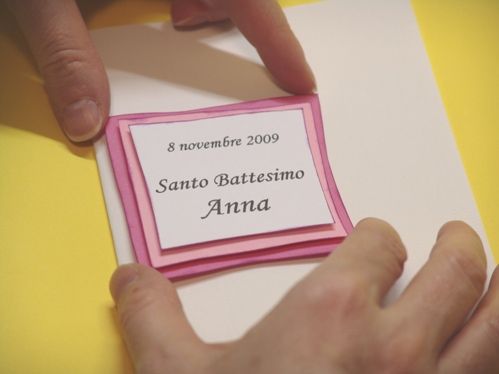 8 novembre 2009
Santo Battesimo
Anna